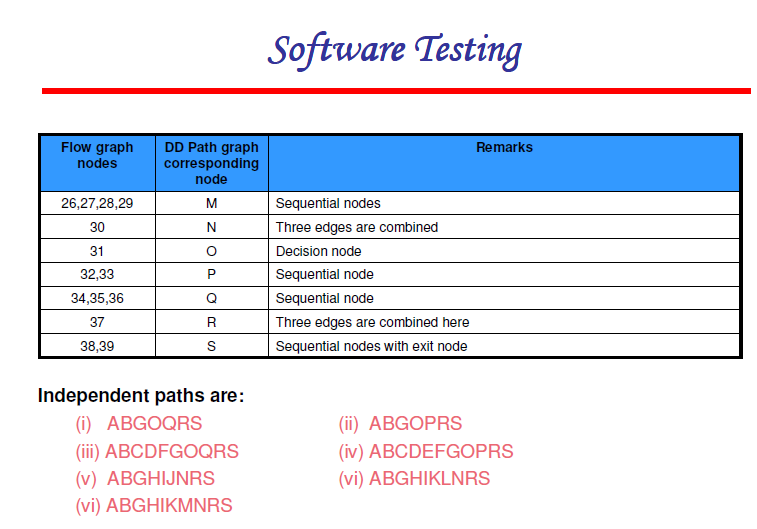 Software Testing
Flow graph nodes | DD Path graph corresponding node | Remarks
26,27,28,29 | M | Sequential nodes
30 | N | Three edges are combined
31 | O | Decision node
32,33 | P | Sequential node
34,35,36 | Q | Sequential node
37 | R | Three edges are combined here
38,39 | S | Sequential nodes with exit node
Independent paths are:
(i) ABGOQRS (ii) ABGOPRS
(iii) ABCDFGOQRS (iv) ABCDEFGOPRS
(v) ABGHIJNRS (vi) ABGHIKLNRS
(vi) ABGHIKMNRS